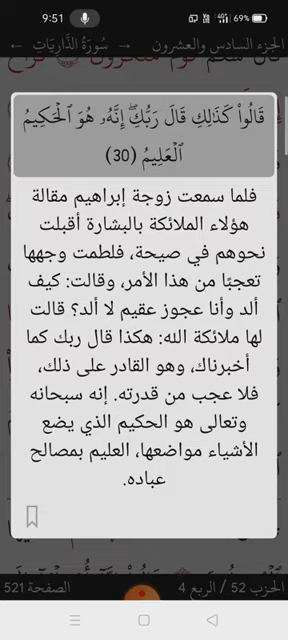 9:51
69%
الجزء السادس والعشرون
سُورَةُ الذَّارِيَاتِ
قَالُواْ كَذَٰلِكِ قَالَ رَبُّكِۖ إِنَّهُۥ هُوَ ٱلۡحَكِيمُ
ٱلۡعَلِيمُ (30)
فلما سمعت زوجة إبراهيم مقالة
هؤلاء الملائكة بالبشارة أقبلت
نحوهم في صيحة، فلطمت وجهها
تعجبًا من هذا الأمر، وقالت: كيف
ألد وأنا عجوز عقيم لا ألد؟ قالت
لها ملائكة الله: هكذا قال ربك كما
أخبرناك، وهو القادر على ذلك،
فلا عجب من قدرته. إنه سبحانه
وتعالى هو الحكيم الذي يضع
الأشياء مواضعها، العليم بمصالح
عباده.
الحزب 52 / الربع 4
الصفحة 521